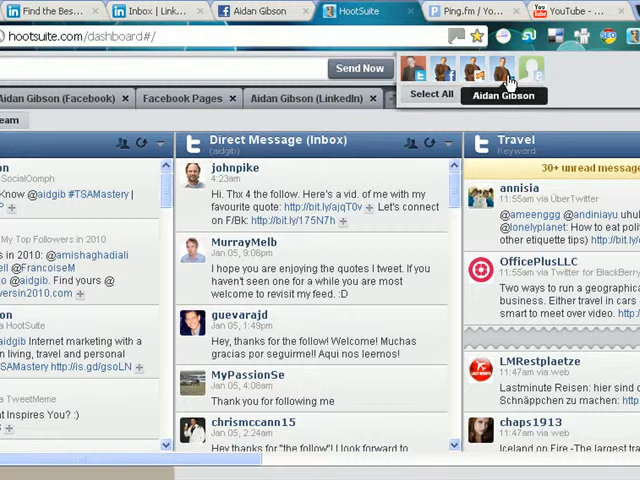 Find the Bes...
Inbox | Link...
Aidan Gibson
HootSuite
Ping.fm / Yo...
YouTube - ...
hootsuite.com/dashboard#/
Send Now
Select All
Aidan Gibson
Aidan Gibson (Facebook) ×
Facebook Pages ×
Aidan Gibson (LinkedIn) ×
eam
Direct Message (Inbox)
(aidgib)
Travel
Keyword
on
SocialOomph
Know @aidgib #TSAMastery |
P
My Top Followers in 2010
s in 2010: @amishaghadiali
ell @FrancoiseM
o @aidgib. Find yours @
versin2010.com
on
a HootSuite
Internet marketing with a
n living, travel and personal
TSAMastery http://is.gd/gsoLN
a TweetMeme
t Inspires You? :)
s
johnpike
4:23am
Hi. Thx 4 the follow. Here's a vid. of me with my
favourite quote: http://bit.ly/ajqT0v Let's connect
on F/Bk: http://bit.ly/175N7h
MurrayMelb
Jan 05, 9:06pm
I hope you are enjoying the quotes I tweet. If you
haven't seen one for a while you are most
welcome to revisit my feed. :D
guevarajd
Jan 05, 1:49pm
Hey, thanks for the follow! Welcome! Muchas
gracias por seguirme!! Aqui nos leemos!
MyPassionSe
Jan 05, 4:08am
Thank you for following me
chrismccann15
Jan 05, 2:24am
Hey thanks for "the follow"! I look forward to
30+ unread message
annisia
11:55am via ÜberTwitter
@ameenggg @andiniayu
@lonelyplanet: How to eat pol
other etiquette tips) http://bi
OfficePlusLLC
11:55am via Twitter for BlackBerry
Two ways to run a geographica
business. Either travel in cars
smart to meet over video. http
LMRestplaetze
11:47am via web
Lastminute Reisen: hier sind
Schnäppchen zu machen: http
chaps1913
11:47am via web
Iceland on Fire -The largest tra